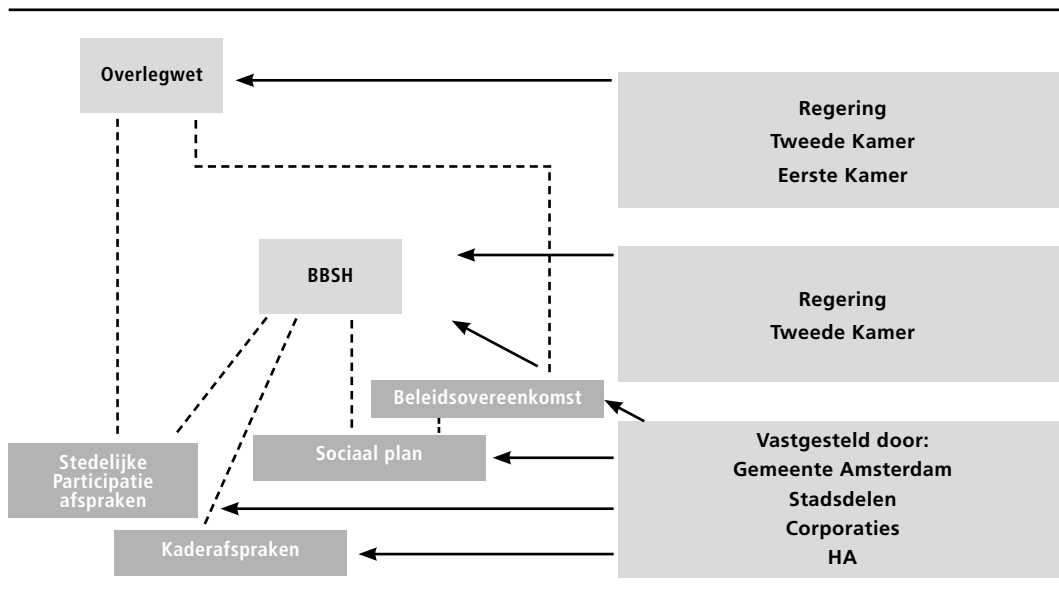 Overlegwet
Regering
Tweede Kamer
Eerste Kamer
BBSH
Regering
Tweede Kamer
Beleidsovereenkomst
Sociaal plan
Stedelijke
Participatie
afspraken
Kaderafspraken
Vastgesteld door:
Gemeente Amsterdam
Stadsdelen
Corporaties
HA